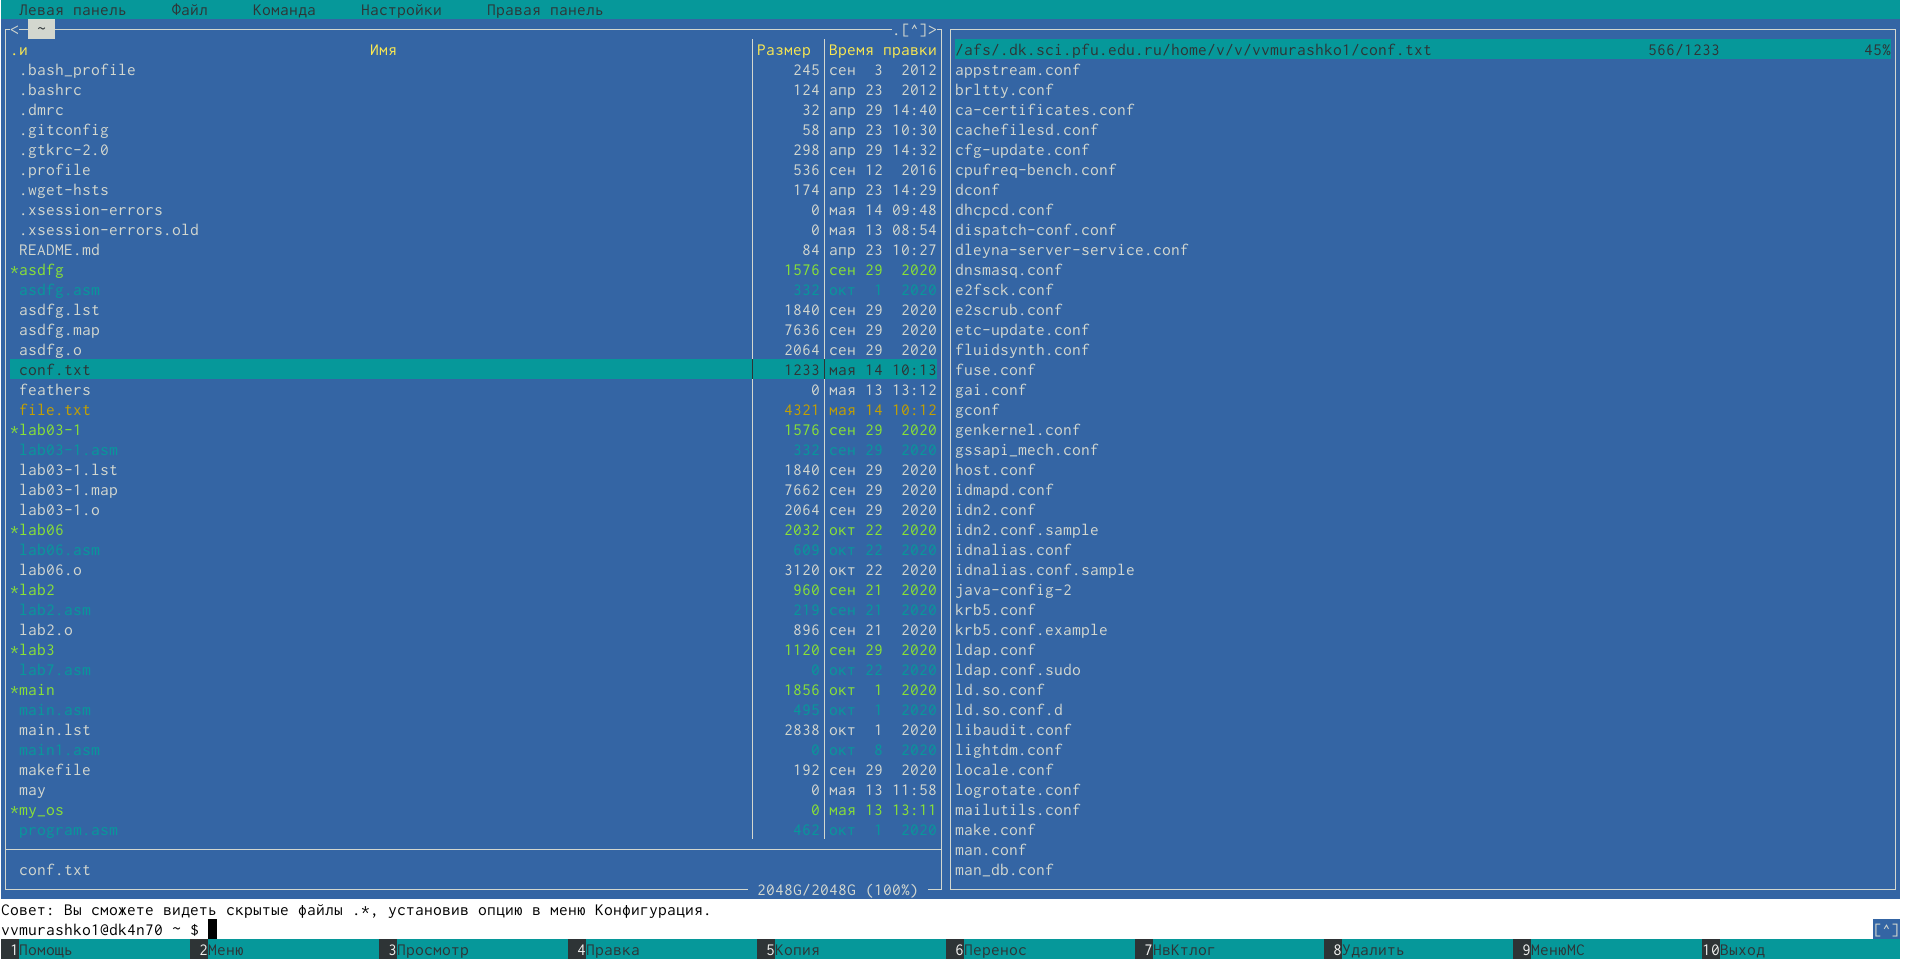 Левая панель Файл Команда Настройки Правая панель
<─ ~ .[^]>
.и Имя Размер Время правки
.bash_profile 245 сен 3 2012
.bashrc 124 апр 23 2012
.dmrc 32 апр 29 14:40
.gitconfig 58 апр 23 10:30
.gtkrc-2.0 298 апр 29 14:32
.profile 536 сен 12 2016
.wget-hsts 174 апр 23 14:29
.xsession-errors 0 мая 14 09:48
.xsession-errors.old 0 мая 13 08:54
README.md 84 апр 23 10:27
*asdfg 1576 сен 29 2020
asdfg.asm 332 окт 1 2020
asdfg.lst 1840 сен 29 2020
asdfg.map 7636 сен 29 2020
asdfg.o 2064 сен 29 2020
conf.txt 1233 мая 14 10:13
feathers 0 мая 13 13:12
file.txt 4321 мая 14 10:12
*lab03-1 1576 сен 29 2020
lab03-1.asm 332 сен 29 2020
lab03-1.lst 1840 сен 29 2020
lab03-1.map 7662 сен 29 2020
lab03-1.o 2064 сен 29 2020
*lab06 2032 окт 22 2020
lab06.asm 609 окт 22 2020
lab06.o 3120 окт 22 2020
*lab2 960 сен 21 2020
lab2.asm 219 сен 21 2020
lab2.o 896 сен 21 2020
*lab3 1120 сен 29 2020
lab7.asm 0 окт 22 2020
*main 1856 окт 1 2020
main.asm 495 окт 1 2020
main.lst 2838 окт 1 2020
main1.asm 0 окт 8 2020
makefile 192 сен 29 2020
may 0 мая 13 11:58
*my_os 0 мая 13 13:11
program.asm 462 окт 1 2020
conf.txt
2048G/2048G (100%)
/afs/.dk.sci.pfu.edu.ru/home/v/v/vvmurashko1/conf.txt 566/1233 45%
appstream.conf
brltty.conf
ca-certificates.conf
cachefilesd.conf
cfg-update.conf
cpufreq-bench.conf
dconf
dhcpcd.conf
dispatch-conf.conf
dleyna-server-service.conf
dnsmasq.conf
e2fsck.conf
e2scrub.conf
etc-update.conf
fluidsynth.conf
fuse.conf
gai.conf
gconf
genkernel.conf
gssapi_mech.conf
host.conf
idmapd.conf
idn2.conf
idn2.conf.sample
idnalias.conf
idnalias.conf.sample
java-config-2
krb5.conf
krb5.conf.example
ldap.conf
ldap.conf.sudo
ld.so.conf
ld.so.conf.d
libaudit.conf
lightdm.conf
locale.conf
logrotate.conf
mailutils.conf
make.conf
man.conf
man_db.conf
Совет: Вы сможете видеть скрытые файлы .*, установив опцию в меню Конфигурация.
vvmurashko1@dk4n70 ~ $ [^]
1Помощь 2Меню 3Просмотр 4Правка 5Копия 6Перенос 7НвКтлог 8Удалить 9МенюMC 10Выход